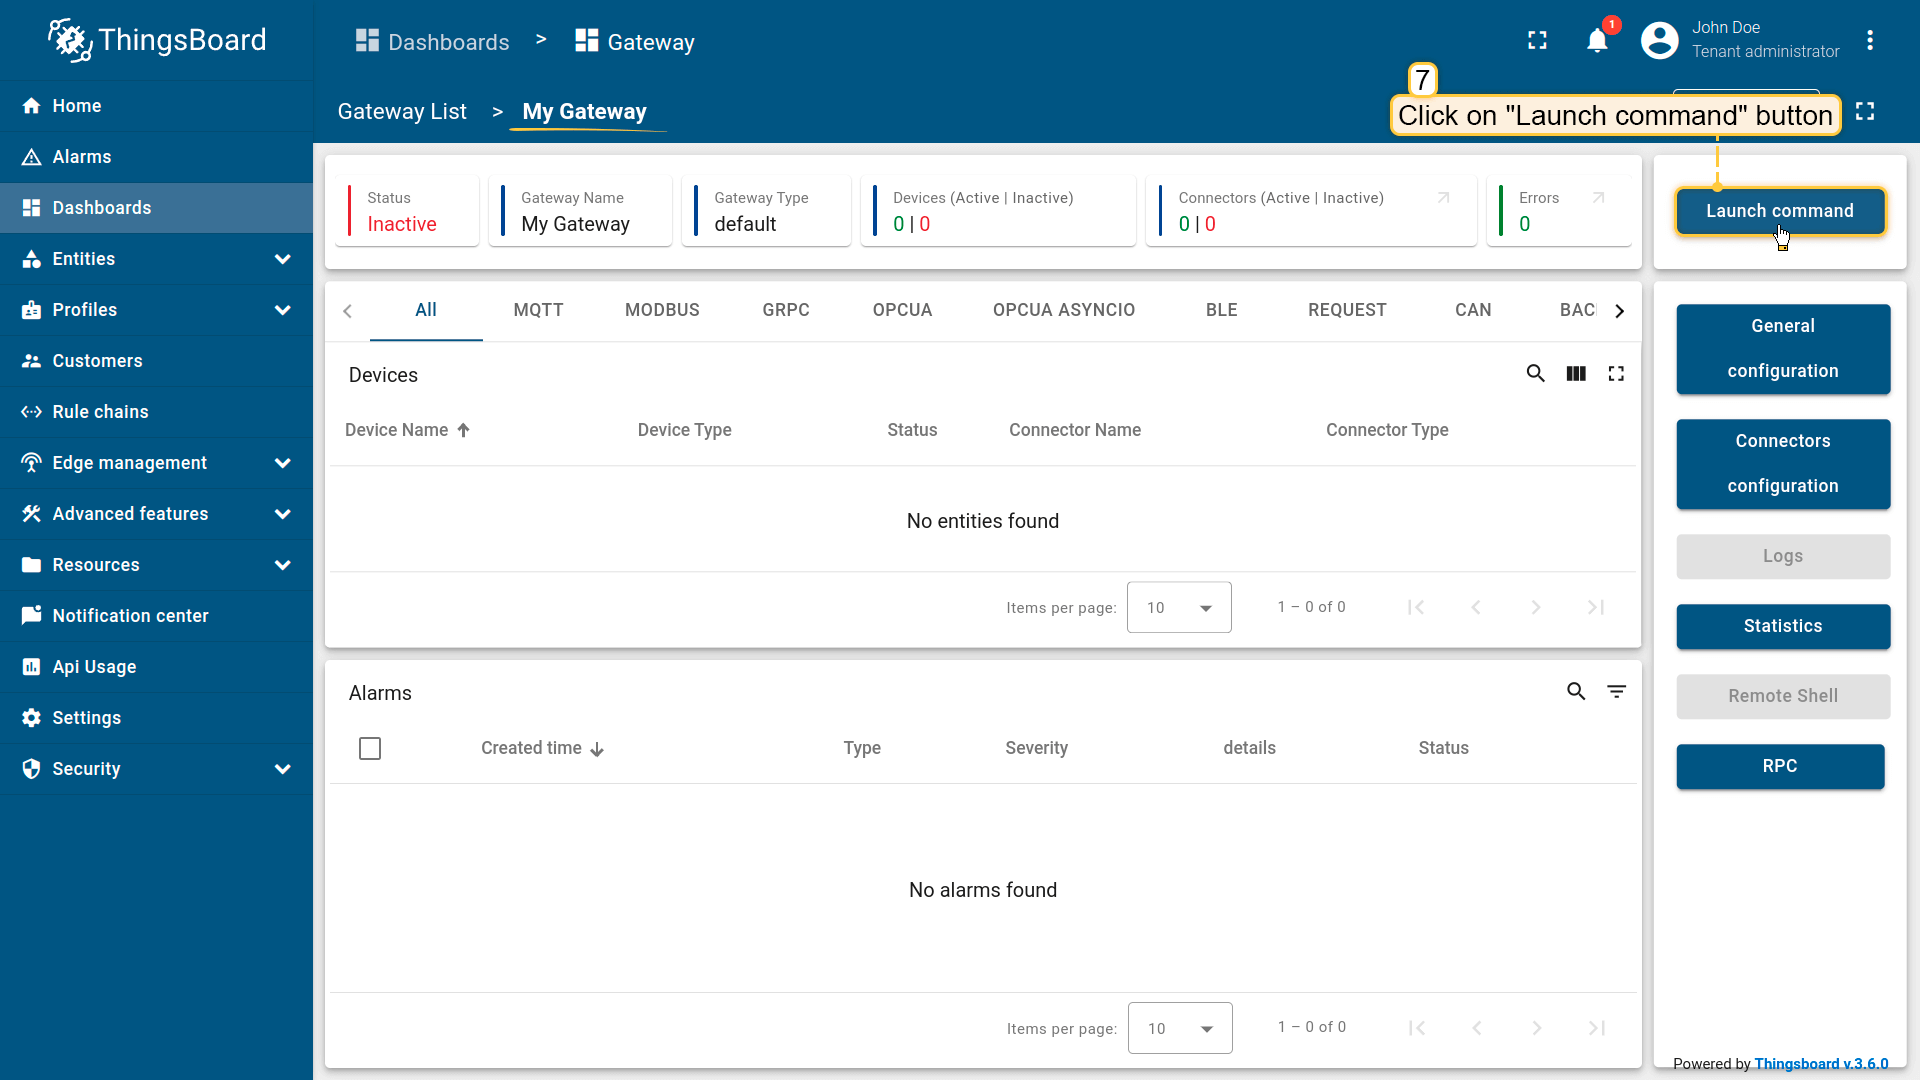 ThingsBoard
Dashboards > Gateway
1
John Doe
Tenant administrator
Home
Alarms
Dashboards
Entities
Profiles
Customers
Rule chains
Edge management
Advanced features
Resources
Notification center
Api Usage
Settings
Security
Gateway List > My Gateway
7
Click on "Launch command" button
Status
Inactive
Gateway Name
My Gateway
Gateway Type
default
Devices (Active | Inactive)
0 | 0
Connectors (Active | Inactive)
0 | 0
Errors
0
Launch command
All MQTT MODBUS GRPC OPCUA OPCUA ASYNCIO BLE REQUEST CAN
Devices
Device Name Device Type Status Connector Name Connector Type
No entities found
Items per page: 10 1 – 0 of 0
Alarms
Created time Type Severity details Status
No alarms found
Items per page: 10 1 – 0 of 0
General
configuration
Connectors
configuration
Logs
Statistics
Remote Shell
RPC
Powered by Thingsboard v.3.6.0